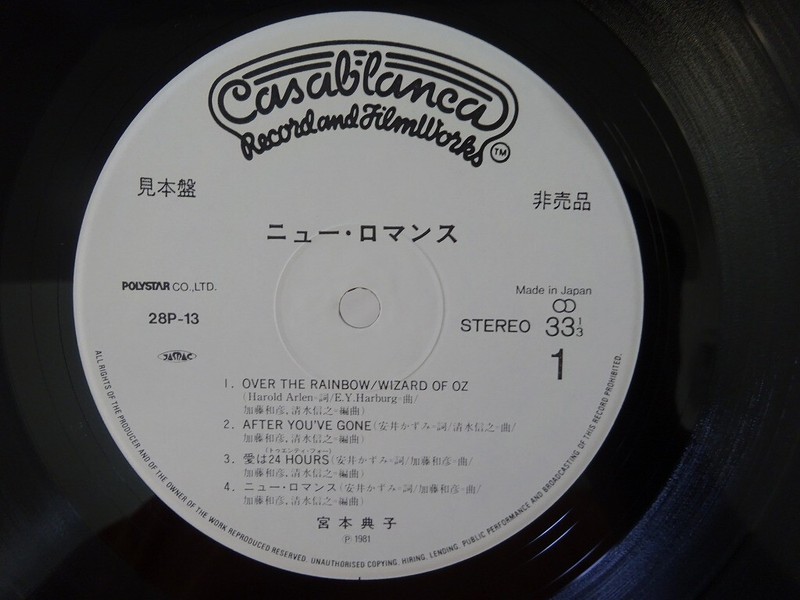 Casablanca
Record and FilmWorks TM
見本盤
非売品
ニュー・ロマンス
POLYSTAR CO.,LTD.
28P-13
JASRAC
Made in Japan
STEREO 33 1/3
1
1. OVER THE RAINBOW/WIZARD OF OZ
(Harold Arlen=詞/E.Y.Harburg=曲/
加藤和彦,清水信之=編曲)
2. AFTER YOU'VE GONE(安井かずみ=詞/清水信之=曲/
加藤和彦,清水信之=編曲)
(トゥエンティ・フォー)
3. 愛は24 HOURS(安井かずみ=詞/加藤和彦=曲/
加藤和彦,清水信之=編曲)
4. ニュー・ロマンス(安井かずみ=詞/加藤和彦=曲/
加藤和彦,清水信之=編曲)
宮本典子
Ⓟ1981
ALL RIGHTS OF THE PRODUCER AND OF THE OWNER OF THE WORK REPRODUCED RESERVED. UNAUTHORISED COPYING, HIRING, LENDING, PUBLIC PERFORMANCE AND BROADCASTING OF THIS RECORD PROHIBITED.